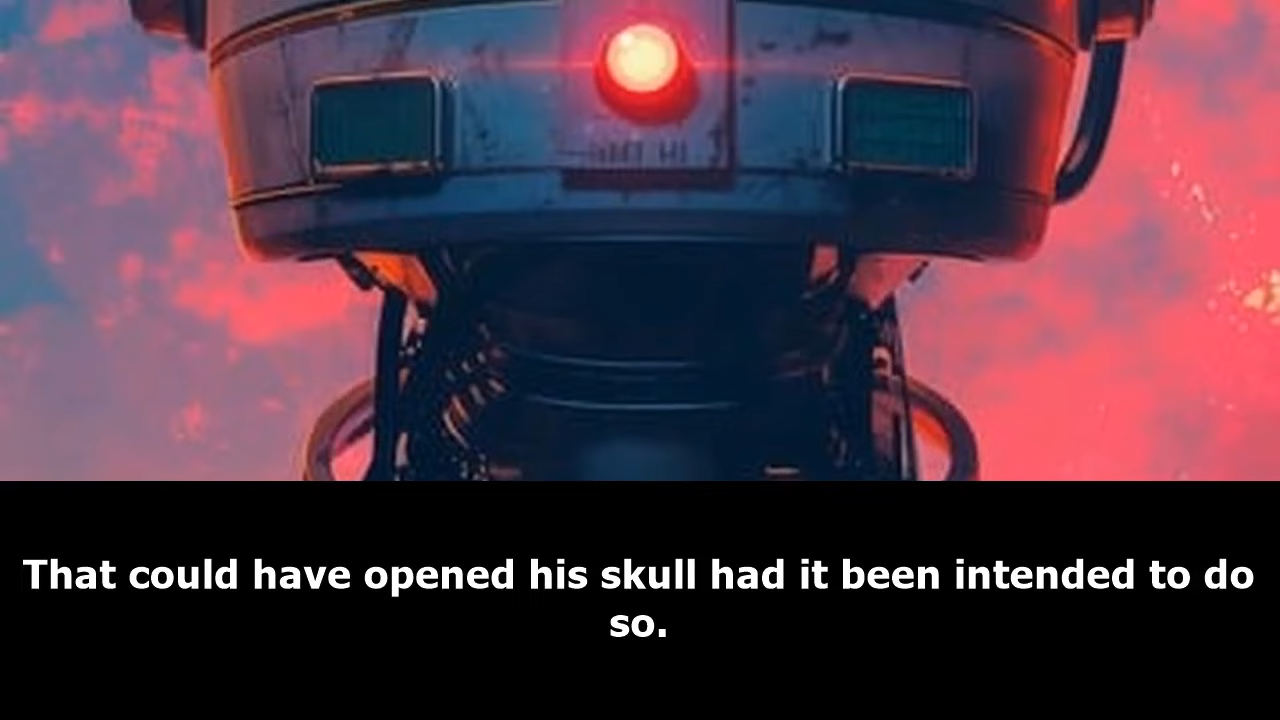 That could have opened his skull had it been intended to do
so.